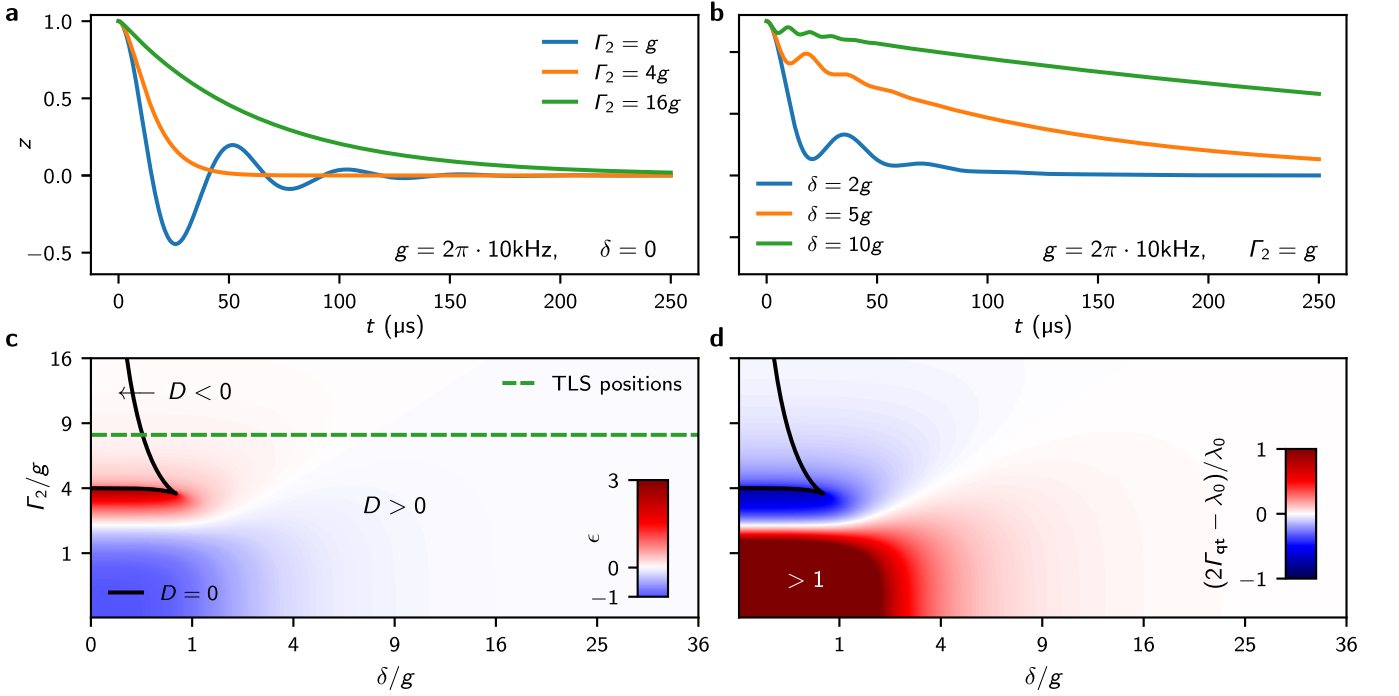 a
b
1.0
0.5
0.0
−0.5
z
Γ₂ = g
Γ₂ = 4g
Γ₂ = 16g
g = 2π · 10kHz, δ = 0
δ = 2g
δ = 5g
δ = 10g
g = 2π · 10kHz, Γ₂ = g
0 50 100 150 200 250
t (µs)
0 50 100 150 200 250
t (µs)
c
d
16
9
4
1
Γ₂/g
← D < 0
TLS positions
D > 0
D = 0
3
0
−1
ϵ
0 1 4 9 16 25 36
δ/g
> 1
1
0
−1
(2Γqt − λ₀)/λ₀
1 4 9 16 25 36
δ/g